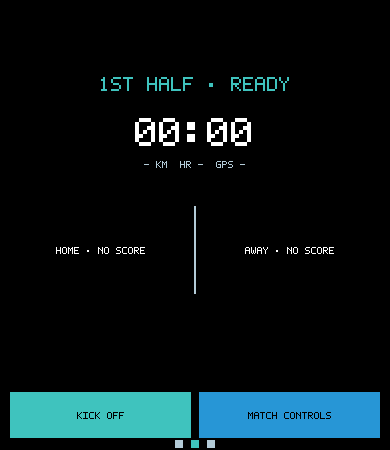 1ST HALF · READY
00:00
- KM HR - GPS -
HOME · NO SCORE
AWAY · NO SCORE
KICK OFF
MATCH CONTROLS